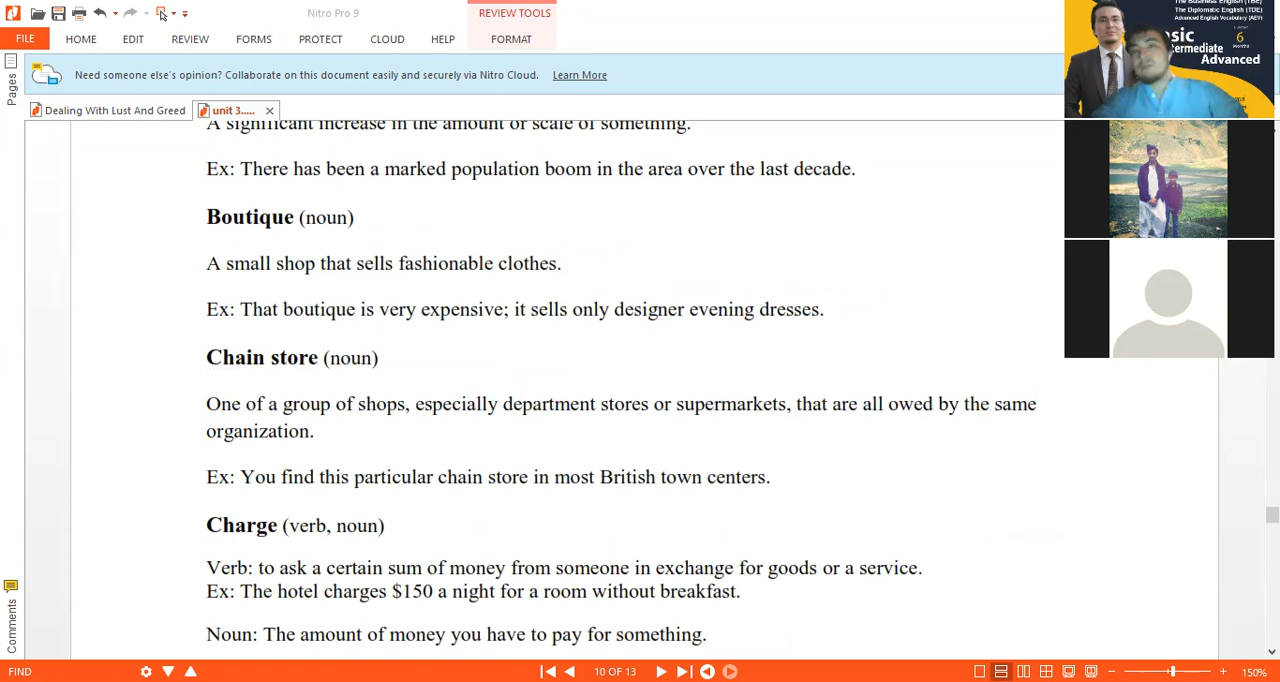 Nitro Pro 9
REVIEW TOOLS
FILE
HOME
EDIT
REVIEW
FORMS
PROTECT
CLOUD
HELP
FORMAT
Need someone else's opinion? Collaborate on this document easily and securely via Nitro Cloud. Learn More
Pages
Dealing With Lust And Greed
unit 3.....
A significant increase in the amount or scale of something.
Ex: There has been a marked population boom in the area over the last decade.
Boutique (noun)
A small shop that sells fashionable clothes.
Ex: That boutique is very expensive; it sells only designer evening dresses.
Chain store (noun)
One of a group of shops, especially department stores or supermarkets, that are all owed by the same
organization.
Ex: You find this particular chain store in most British town centers.
Charge (verb, noun)
Verb: to ask a certain sum of money from someone in exchange for goods or a service.
Ex: The hotel charges $150 a night for a room without breakfast.
Noun: The amount of money you have to pay for something.
Comments
FIND
10 OF 13
150%
The Business English (TBE)
The Diplomatic English (TDE)
Advanced English Vocabulary (AEV)
6
Months
Advanced